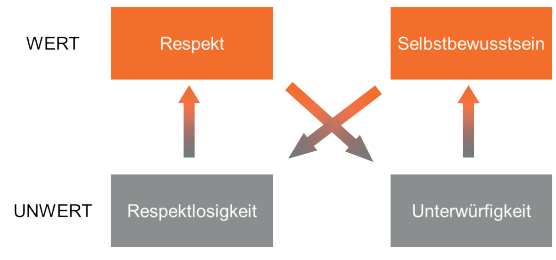 WERT
Respekt
Selbstbewusstsein
UNWERT
Respektlosigkeit
Unterwürfigkeit